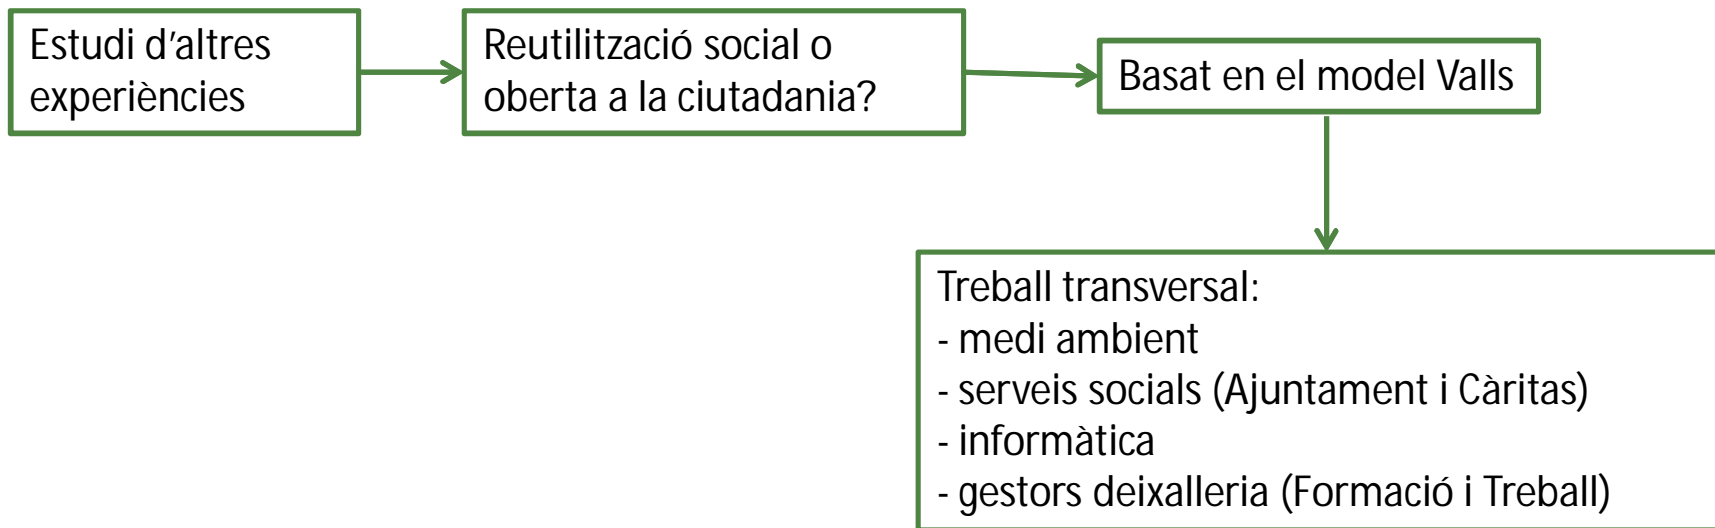 Estudi d'altres
experiències
Reutilització social o
oberta a la ciutadania?
Basat en el model Valls
Treball transversal:
- medi ambient
- serveis socials (Ajuntament i Càritas)
- informàtica
- gestors deixalleria (Formació i Treball)